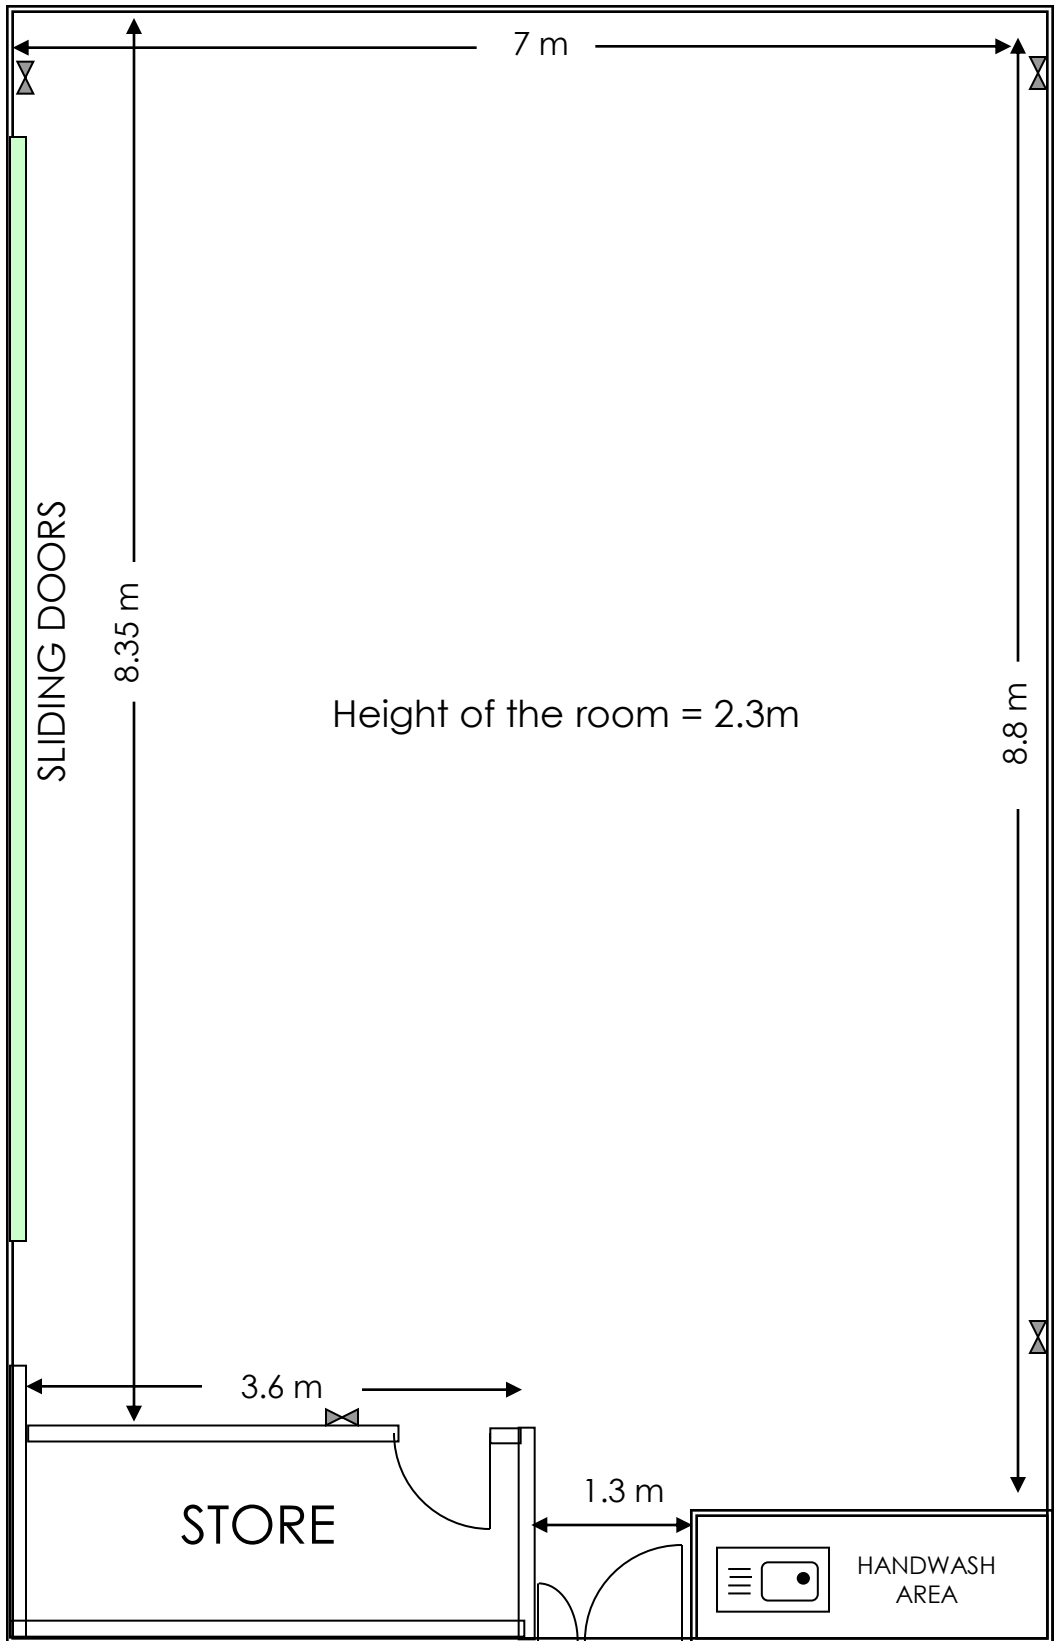 7 m
SLIDING DOORS
8.35 m
Height of the room = 2.3m
8.8 m
3.6 m
1.3 m
STORE
HANDWASH
AREA